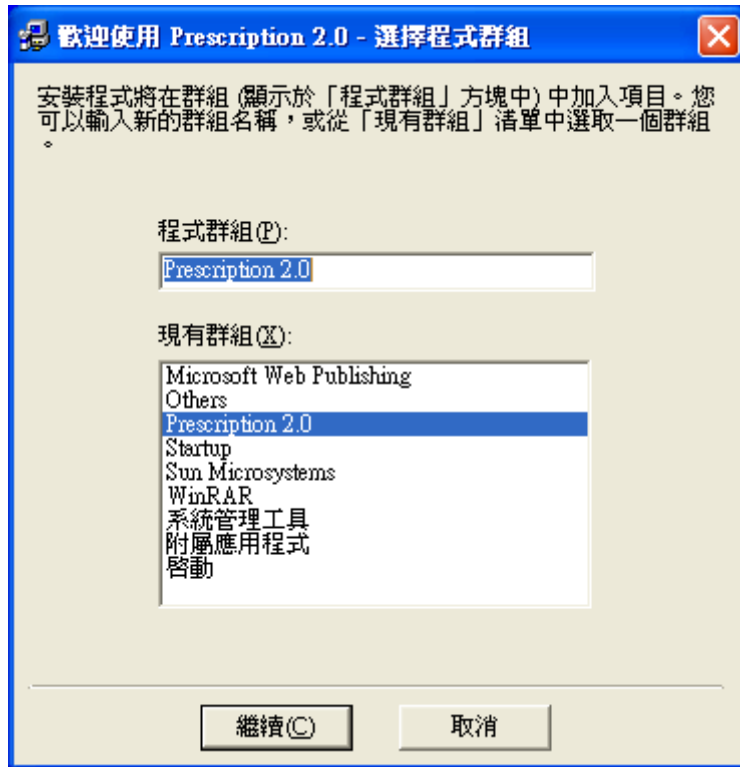 歡迎使用 Prescription 2.0 - 選擇程式群組
安裝程式將在群組 (顯示於「程式群組」方塊中) 中加入項目。您
可以輸入新的群組名稱，或從「現有群組」清單中選取一個群組
。
程式群組(P):
Prescription 2.0
現有群組(X):
Microsoft Web Publishing
Others
Prescription 2.0
Startup
Sun Microsystems
WinRAR
系統管理工具
附屬應用程式
啓動
繼續(C)
取消